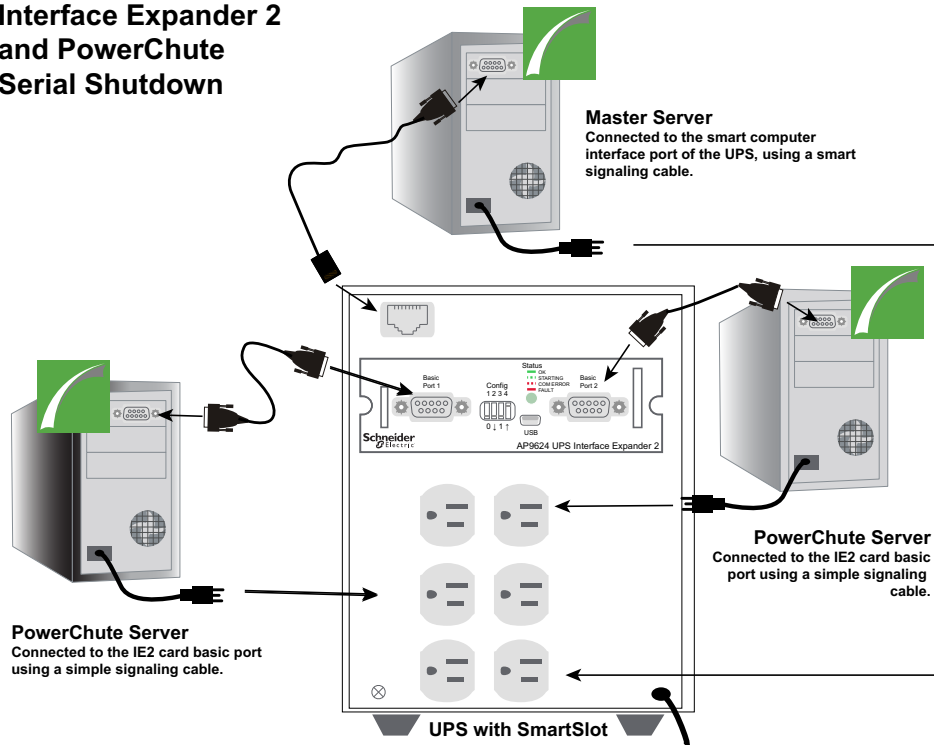 Interface Expander 2
and PowerChute
Serial Shutdown
Master Server
Connected to the smart computer
interface port of the UPS, using a smart
signaling cable.
Basic
Port 1
Config
1 2 3 4
0 ↓ 1 ↑
Status
OK
STARTING
COM ERROR
FAULT
USB
Basic
Port 2
Schneider
Electric
AP9624 UPS Interface Expander 2
PowerChute Server
Connected to the IE2 card basic
port using a simple signaling
cable.
PowerChute Server
Connected to the IE2 card basic port
using a simple signaling cable.
UPS with SmartSlot